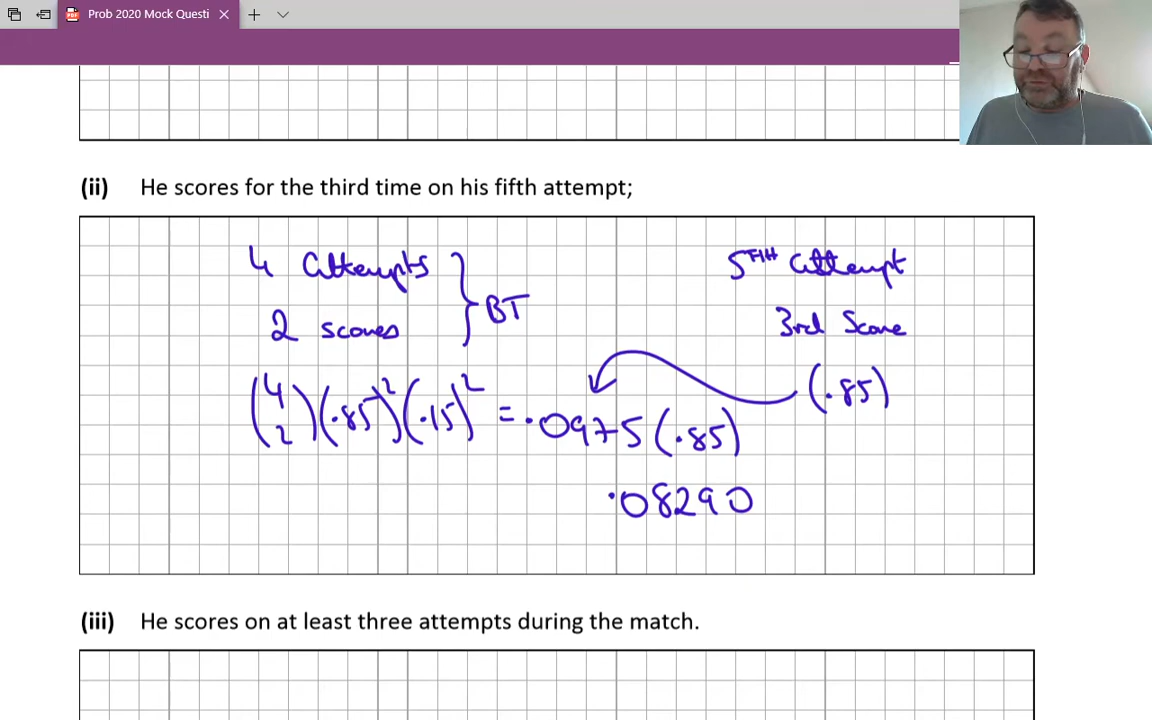 Prob 2020 Mock Questi
(ii) He scores for the third time on his fifth attempt;
4 attempts
2 scores
} BT
5TH attempt
3rd Score
(4 2)(.85)²(.15)² = .0975(.85)
(.85)
.08290
(iii) He scores on at least three attempts during the match.